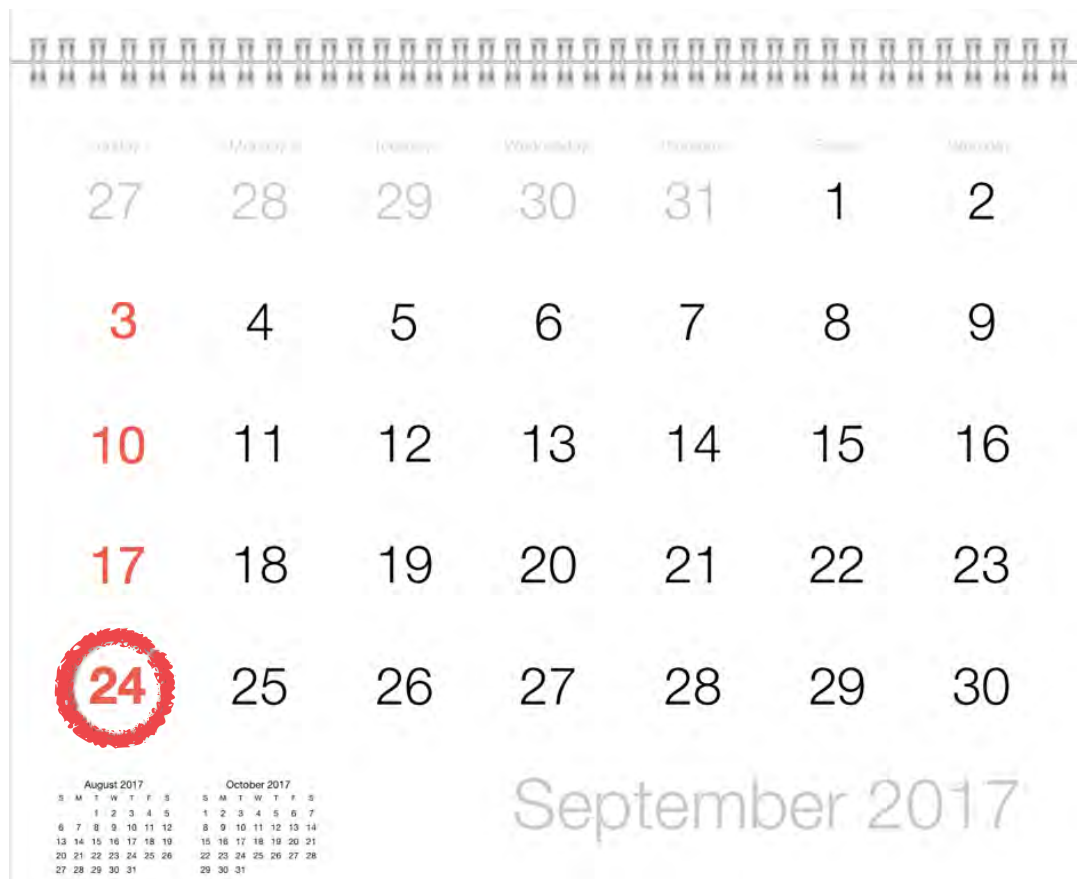 27 28 29 30 31 1 2
3 4 5 6 7 8 9
10 11 12 13 14 15 16
17 18 19 20 21 22 23
24 25 26 27 28 29 30
August 2017
S M T W T F S
1 2 3 4 5
6 7 8 9 10 11 12
13 14 15 16 17 18 19
20 21 22 23 24 25 26
27 28 29 30 31
October 2017
S M T W T F S
1 2 3 4 5 6 7
8 9 10 11 12 13 14
15 16 17 18 19 20 21
22 23 24 25 26 27 28
29 30 31
September 2017